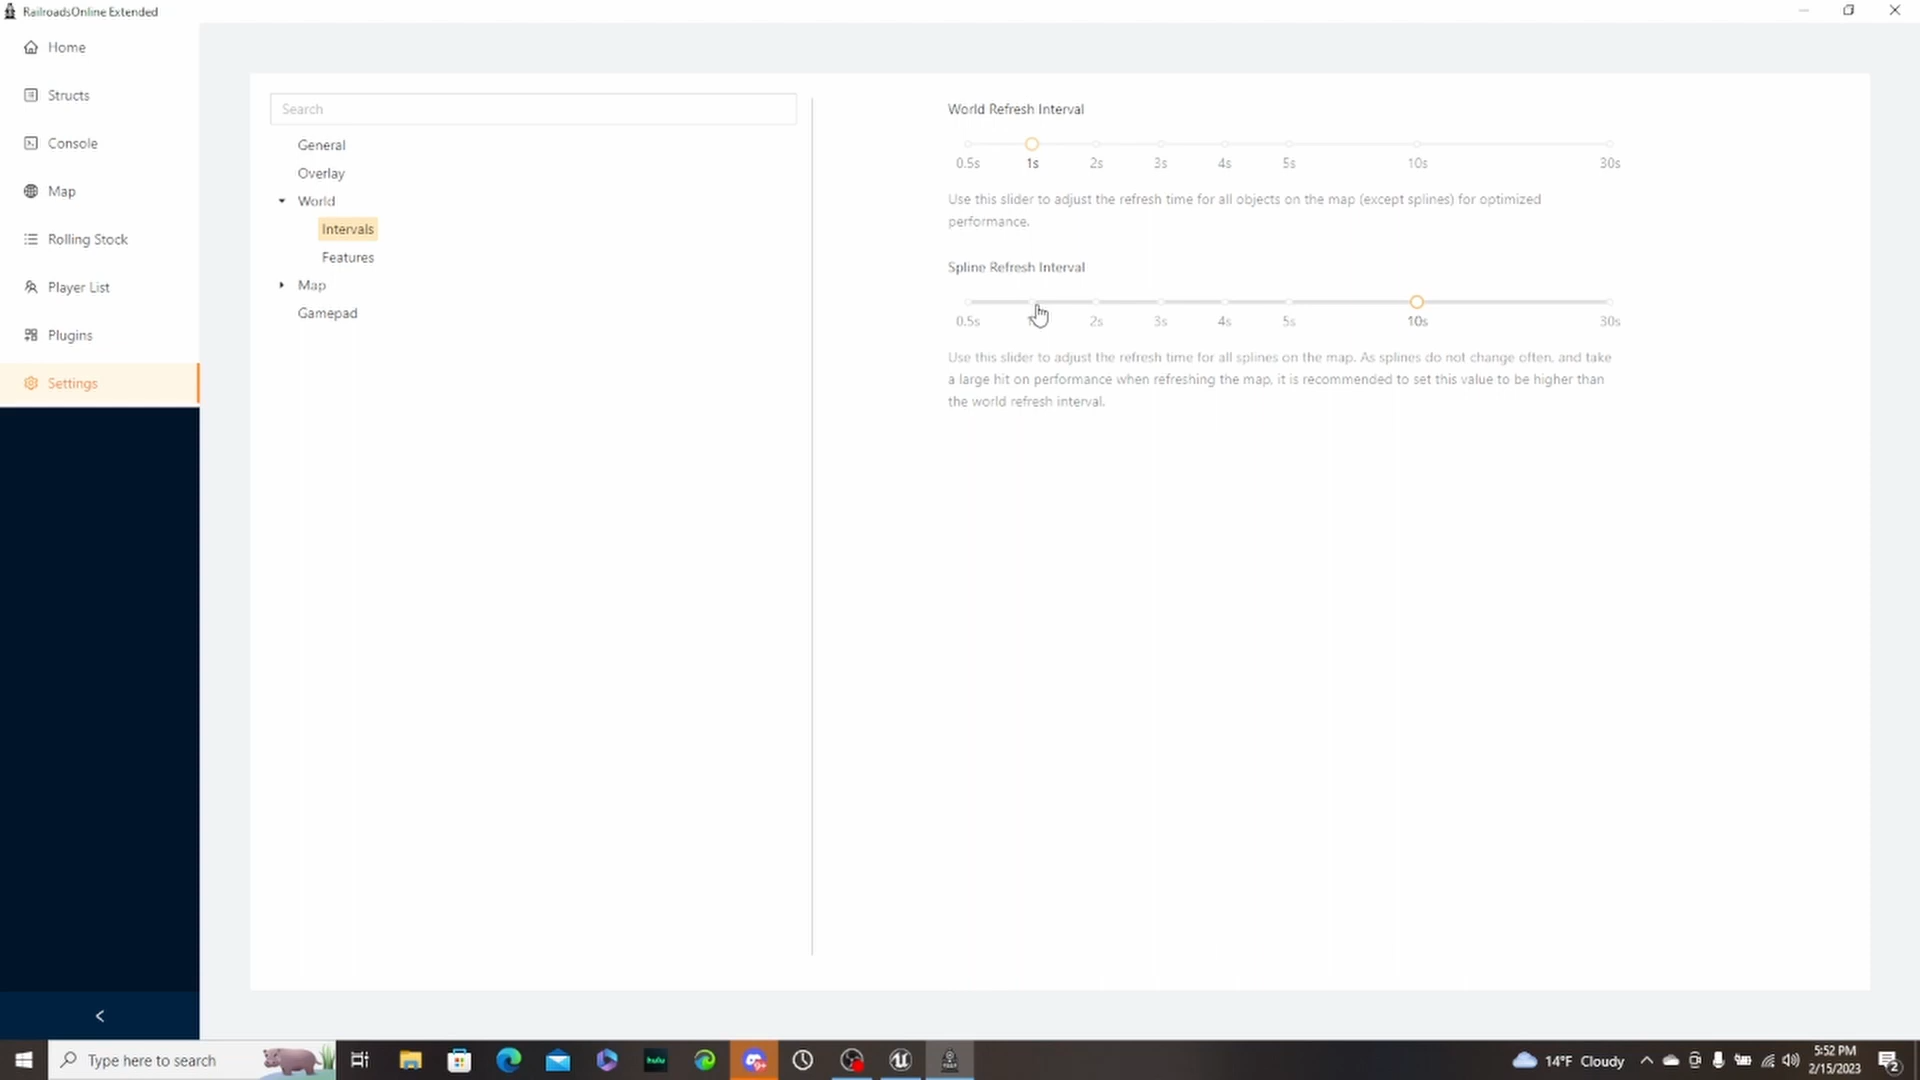 RailroadsOnline Extended
Home
Structs
Console
Map
Rolling Stock
Player List
Plugins
Settings
Search
General
Overlay
World
Intervals
Features
Map
Gamepad
World Refresh Interval
0.5s 1s 2s 3s 4s 5s 10s 30s
Use this slider to adjust the refresh time for all objects on the map (except splines) for optimized
performance.
Spline Refresh Interval
0.5s 2s 3s 4s 5s 10s 30s
Use this slider to adjust the refresh time for all splines on the map. As splines do not change often, and take
a large hit on performance when refreshing the map, it is recommended to set this value to be higher than
the world refresh interval.
Type here to search
hulu
14°F Cloudy
5:52 PM
2/15/2023
2